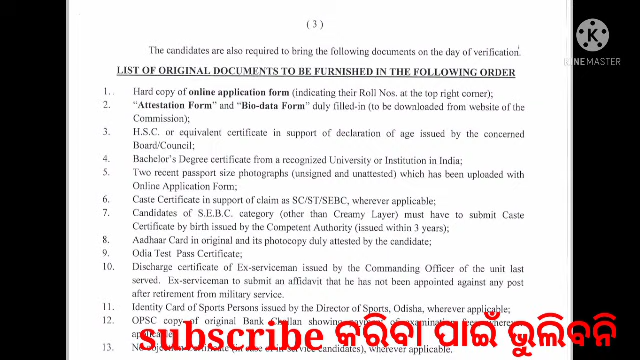 ( 3 )
The candidates are also required to bring the following documents on the day of verification.
LIST OF ORIGINAL DOCUMENTS TO BE FURNISHED IN THE FOLLOWING ORDER
1. Hard copy of online application form (indicating their Roll Nos. at the top right corner);
2. “Attestation Form” and “Bio-data Form” duly filled-in (to be downloaded from website of the
Commission);
3. H.S.C. or equivalent certificate in support of declaration of age issued by the concerned
Board/Council;
4. Bachelor's Degree certificate from a recognized University or Institution in India;
5. Two recent passport size photographs (unsigned and unattested) which has been uploaded with
Online Application Form;
6. Caste Certificate in support of claim as SC/ST/SEBC, wherever applicable;
7. Candidates of S.E.B.C. category (other than Creamy Layer) must have to submit Caste
Certificate by birth issued by the Competent Authority (issued within 3 years);
8. Aadhaar Card in original and its photocopy duly attested by the candidate;
9. Odia Test Pass Certificate;
10. Discharge certificate of Ex-serviceman issued by the Commanding Officer of the unit last
served. Ex-serviceman to submit an affidavit that he has not been appointed against any post
after retirement from military service.
11. Identity Card of Sports Persons issued by the Director of Sports, Odisha, wherever applicable;
12. OPSC copy of original Bank Challan showing
13. wherever applicable.
subscribe କରିବା ପାଇଁ ଭୁଲିବନି
KINEMASTER